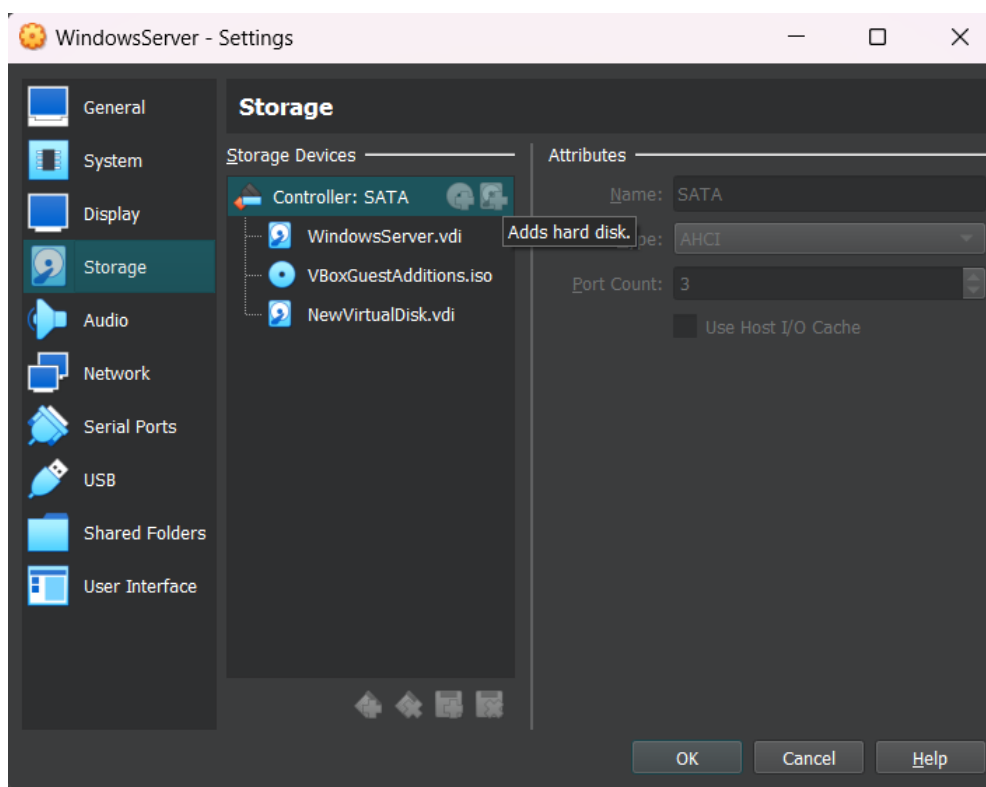 WindowsServer - Settings
General
System
Display
Storage
Audio
Network
Serial Ports
USB
Shared Folders
User Interface
Storage
Storage Devices
Controller: SATA
WindowsServer.vdi
VBoxGuestAdditions.iso
NewVirtualDisk.vdi
Adds hard disk.
Attributes
Name: SATA
pe: AHCI
Port Count: 3
Use Host I/O Cache
OK Cancel Help